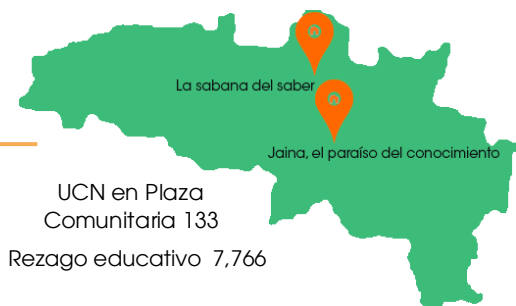 La sabana del saber
Jaina, el paraíso del conocimiento
UCN en Plaza
Comunitaria 133
Rezago educativo 7,766